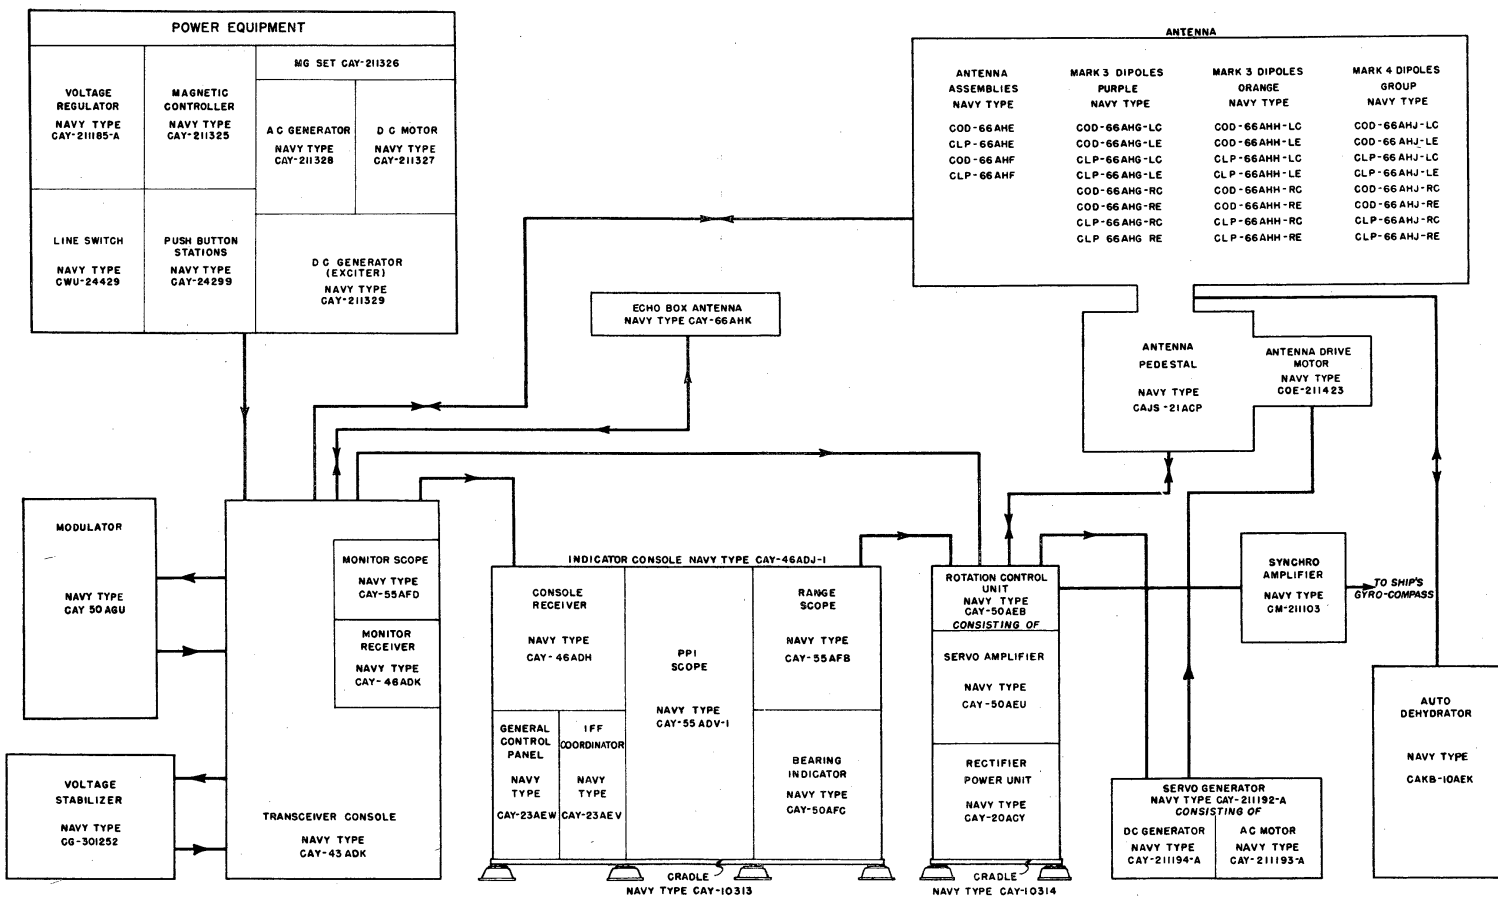 POWER EQUIPMENT
VOLTAGE
REGULATOR
NAVY TYPE
CAY-211185-A
MAGNETIC
CONTROLLER
NAVY TYPE
CAY-211325
MG SET CAY-211326
AC GENERATOR
NAVY TYPE
CAY-211328
DC MOTOR
NAVY TYPE
CAY-211327
LINE SWITCH
NAVY TYPE
CWU-24429
PUSH BUTTON
STATIONS
NAVY TYPE
CAY-24299
DC GENERATOR
(EXCITER)
NAVY TYPE
CAY-211329
ANTENNA
ANTENNA
ASSEMBLIES
NAVY TYPE
COD-66AHE
CLP-66AHE
COD-66AHF
CLP-66AHF
MARK 3 DIPOLES
PURPLE
NAVY TYPE
COD-66AHG-LC
COD-66AHG-LE
CLP-66AHG-LC
CLP-66AHG-LE
COD-66AHG-RC
COD-66AHG-RE
CLP-66AHG-RC
CLP 66AHG RE
MARK 3 DIPOLES
ORANGE
NAVY TYPE
COD-66AHH-LC
COD-66AHH-LE
CLP-66AHH-LC
CLP-66AHH-LE
COD-66AHH-RC
COD-66AHH-RE
CLP-66AHH-RC
CLP-66AHH-RE
MARK 4 DIPOLES
GROUP
NAVY TYPE
COD-66AHJ-LC
COD-66AHJ-LE
CLP-66AHJ-LC
CLP-66AHJ-LE
COD-66AHJ-RC
COD-66AHJ-RE
CLP-66AHJ-RC
CLP-66AHJ-RE
ECHO BOX ANTENNA
NAVY TYPE CAY-66AHK
ANTENNA
PEDESTAL
NAVY TYPE
CAJS-21ACP
ANTENNA DRIVE
MOTOR
NAVY TYPE
COE-211423
MODULATOR
NAVY TYPE
CAY 50AGU
MONITOR SCOPE
NAVY TYPE
CAY-55AFD
MONITOR
RECEIVER
NAVY TYPE
CAY-46ADK
TRANSCEIVER CONSOLE
NAVY TYPE
CAY-43ADK
VOLTAGE
STABILIZER
NAVY TYPE
CG-301252
INDICATOR CONSOLE NAVY TYPE CAY-46ADJ-1
CONSOLE
RECEIVER
NAVY TYPE
CAY-46ADH
GENERAL
CONTROL
PANEL
NAVY
TYPE
CAY-23AEW
IFF
COORDINATOR
NAVY
TYPE
CAY-23AEV
PPI
SCOPE
NAVY TYPE
CAY-55ADV-1
RANGE
SCOPE
NAVY TYPE
CAY-55AFB
BEARING
INDICATOR
NAVY TYPE
CAY-50AFC
CRADLE
NAVY TYPE CAY-10313
ROTATION CONTROL
UNIT
NAVY TYPE
CAY-50AEB
CONSISTING OF
SERVO AMPLIFIER
NAVY TYPE
CAY-50AEU
RECTIFIER
POWER UNIT
NAVY TYPE
CAY-20ACY
CRADLE
NAVY TYPE CAY-10314
SYNCHRO
AMPLIFIER
NAVY TYPE
CM-211103
TO SHIP'S
GYRO-COMPASS
SERVO GENERATOR
NAVY TYPE CAY-211192-A
CONSISTING OF
DC GENERATOR
NAVY TYPE
CAY-211194-A
AC MOTOR
NAVY TYPE
CAY-211193-A
AUTO
DEHYDRATOR
NAVY TYPE
CAKB-10AEK